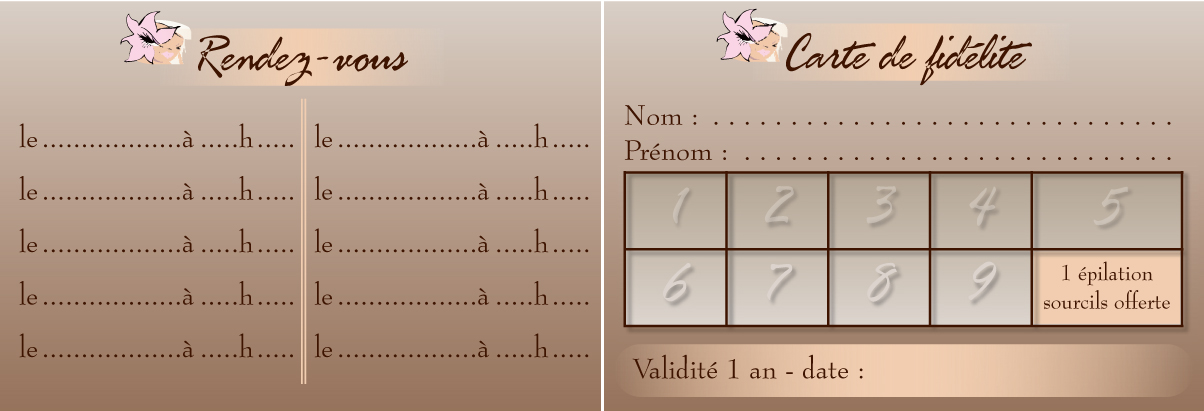 Rendez-vous
le..................à .....h..... le..................à .....h.....
le..................à .....h..... le..................à .....h.....
le..................à .....h..... le..................à .....h.....
le..................à .....h..... le..................à .....h.....
le..................à .....h..... le..................à .....h.....
Carte de fidélité
Nom : . . . . . . . . . . . . . . . . . . . . . . . . . . . . . . .
Prénom : . . . . . . . . . . . . . . . . . . . . . . . . . . . . .
1 2 3 4 5
6 7 8 9
1 épilation
sourcils offerte
Validité 1 an - date :